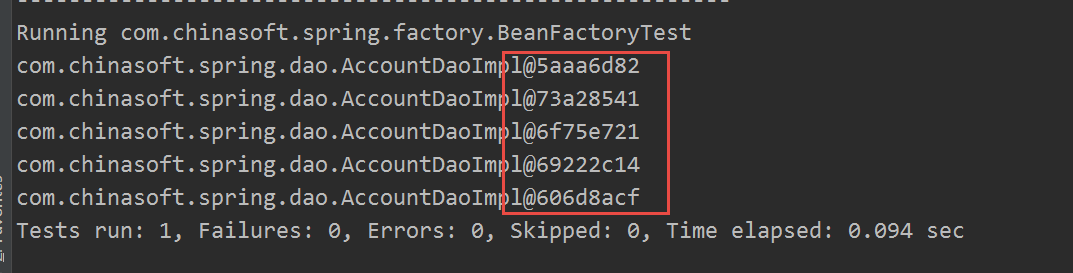 ------------------------------------------------------
Running com.chinasoft.spring.factory.BeanFactoryTest
com.chinasoft.spring.dao.AccountDaoImpl@5aaa6d82
com.chinasoft.spring.dao.AccountDaoImpl@73a28541
com.chinasoft.spring.dao.AccountDaoImpl@6f75e721
com.chinasoft.spring.dao.AccountDaoImpl@69222c14
com.chinasoft.spring.dao.AccountDaoImpl@606d8acf
Tests run: 1, Failures: 0, Errors: 0, Skipped: 0, Time elapsed: 0.094 sec